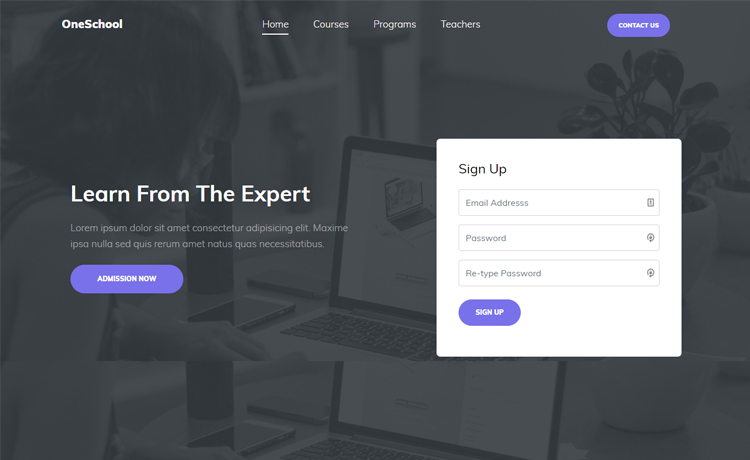 OneSchool
Home
Courses
Programs
Teachers
CONTACT US
Learn From The Expert
Lorem ipsum dolor sit amet consectetur adipisicing elit. Maxime
ipsa nulla sed quis rerum amet natus quas necessitatibus.
ADMISSION NOW
Sign Up
Email Addresss
Password
Re-type Password
SIGN UP